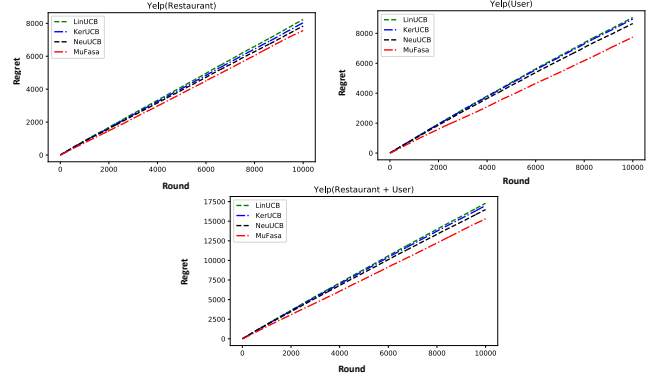 Yelp(Restaurant)
LinUCB
KerUCB
NeuUCB
MuFasa
8000
6000
4000
2000
0
Regret
0 2000 4000 6000 8000 10000
Round
Yelp(User)
LinUCB
KerUCB
NeuUCB
MuFasa
8000
6000
4000
2000
0
Regret
0 2000 4000 6000 8000 10000
Round
Yelp(Restaurant + User)
LinUCB
KerUCB
NeuUCB
MuFasa
17500
15000
12500
10000
7500
5000
2500
0
Regret
0 2000 4000 6000 8000 10000
Round